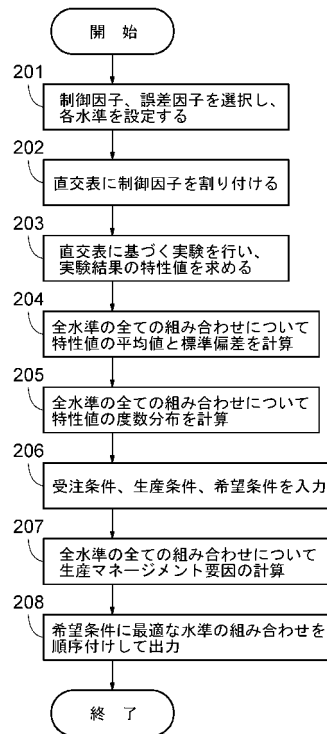 開 始
201
制御因子、誤差因子を選択し、
各水準を設定する
202
直交表に制御因子を割り付ける
203
直交表に基づく実験を行い、
実験結果の特性値を求める
204
全水準の全ての組み合わせについて
特性値の平均値と標準偏差を計算
205
全水準の全ての組み合わせについて
特性値の度数分布を計算
206
受注条件、生産条件、希望条件を入力
207
全水準の全ての組み合わせについて
生産マネージメント要因の計算
208
希望条件に最適な水準の組み合わせを
順序付けして出力
終 了